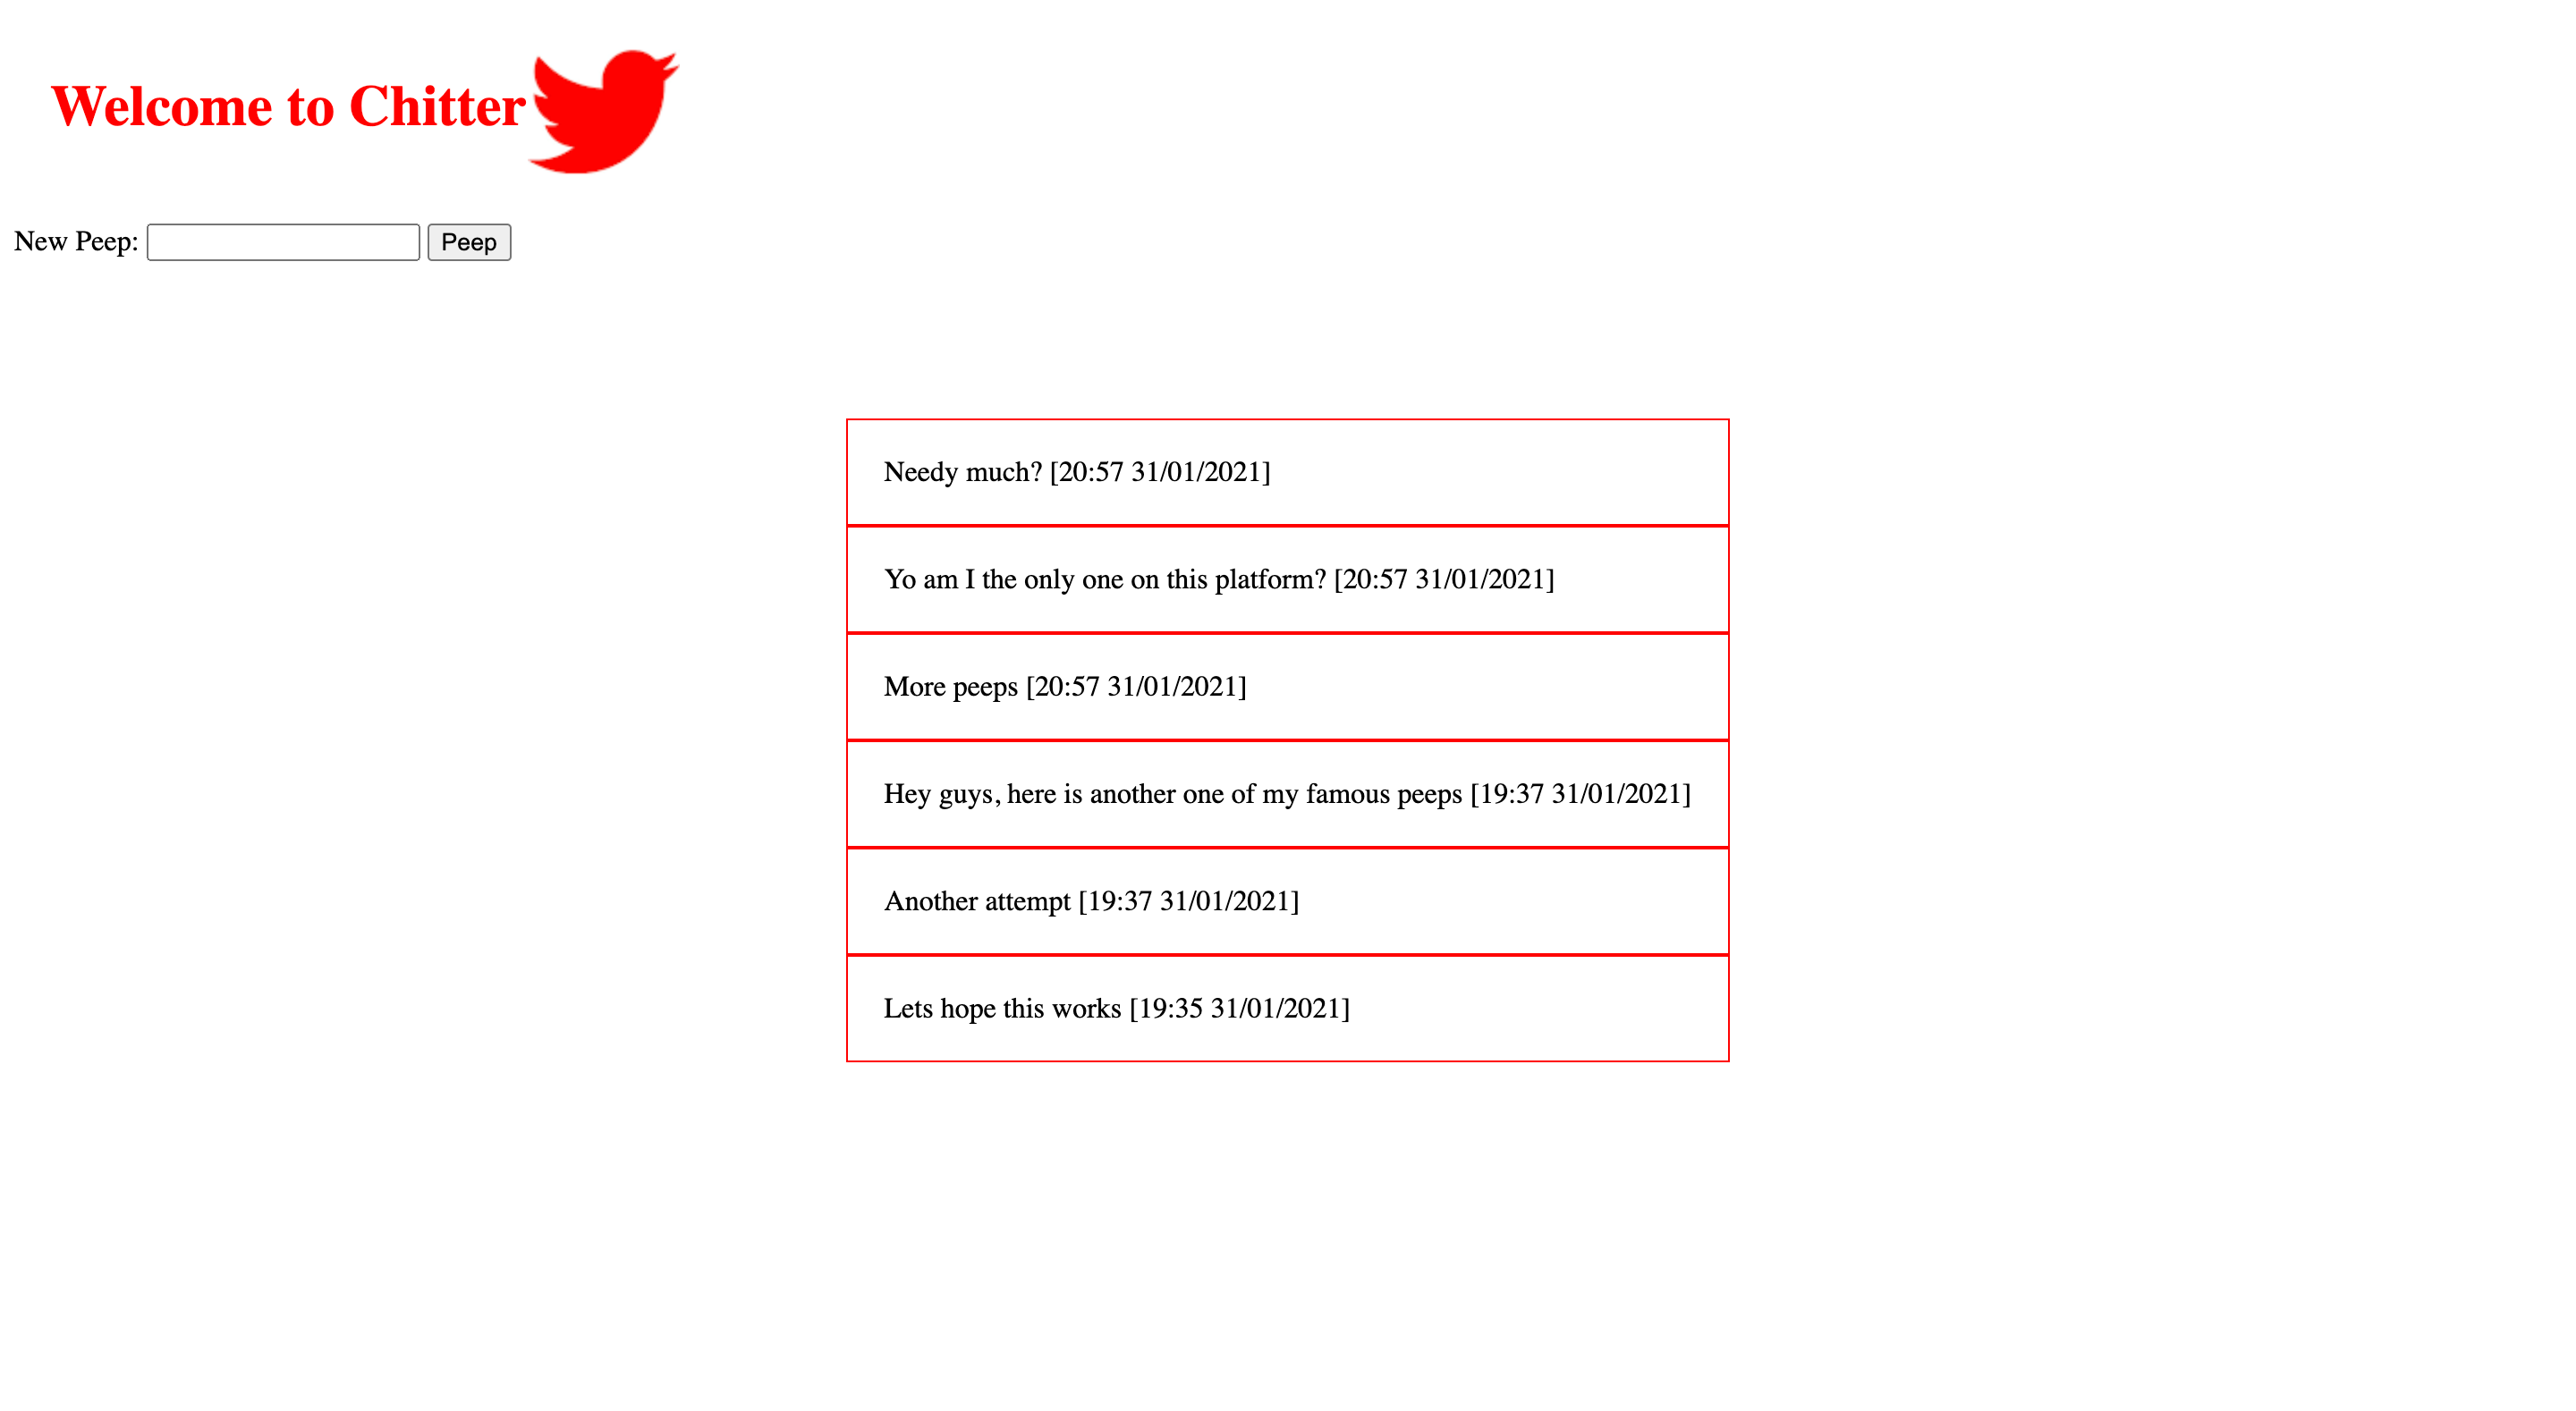 Welcome to Chitter
New Peep: Peep
Needy much? [20:57 31/01/2021]
Yo am I the only one on this platform? [20:57 31/01/2021]
More peeps [20:57 31/01/2021]
Hey guys, here is another one of my famous peeps [19:37 31/01/2021]
Another attempt [19:37 31/01/2021]
Lets hope this works [19:35 31/01/2021]